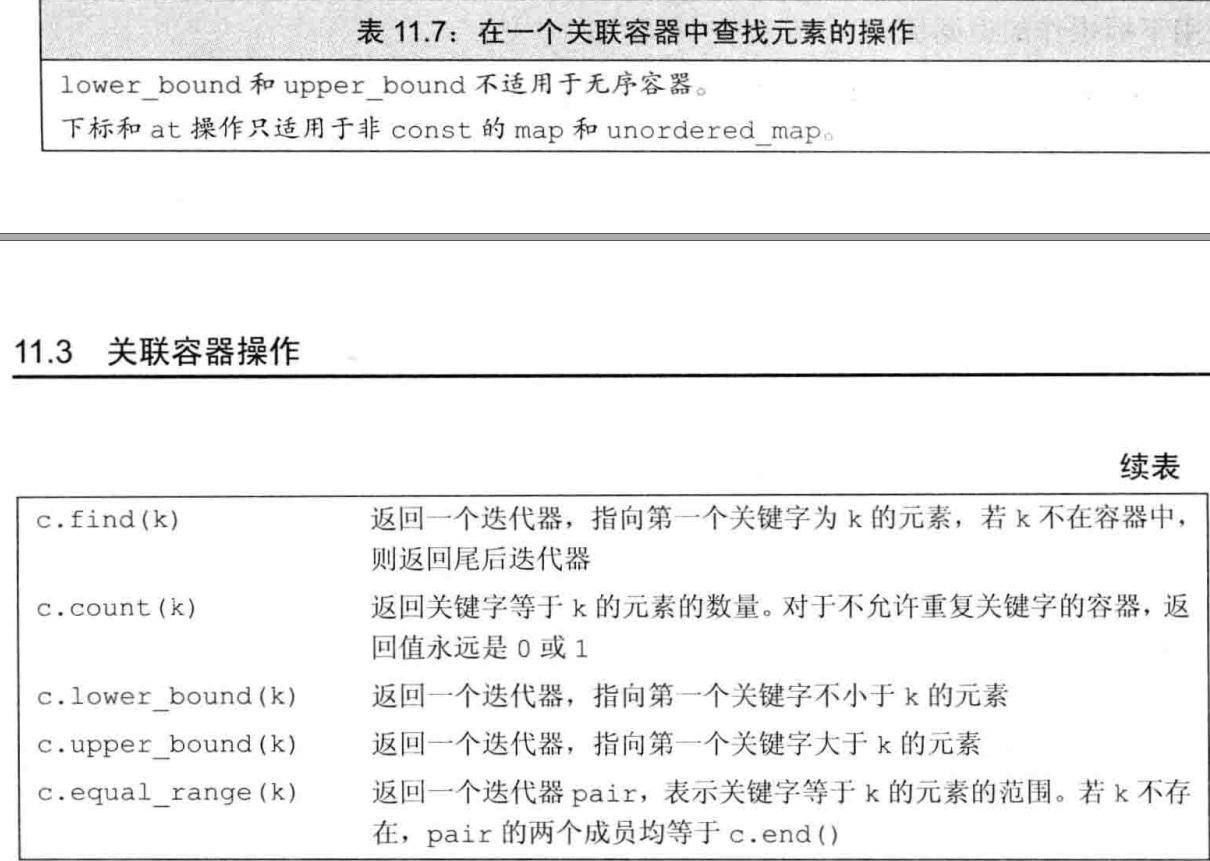 表 11.7：在一个关联容器中查找元素的操作
lower_bound 和 upper_bound 不适用于无序容器。
下标和 at 操作只适用于非 const 的 map 和 unordered_map。
11.3 关联容器操作
续表
c.find(k) 返回一个迭代器，指向第一个关键字为 k 的元素，若 k 不在容器中，
则返回尾后迭代器
c.count(k) 返回关键字等于 k 的元素的数量。对于不允许重复关键字的容器，返
回值永远是 0 或 1
c.lower_bound(k) 返回一个迭代器，指向第一个关键字不小于 k 的元素
c.upper_bound(k) 返回一个迭代器，指向第一个关键字大于 k 的元素
c.equal_range(k) 返回一个迭代器 pair，表示关键字等于 k 的元素的范围。若 k 不存
在，pair 的两个成员均等于 c.end()